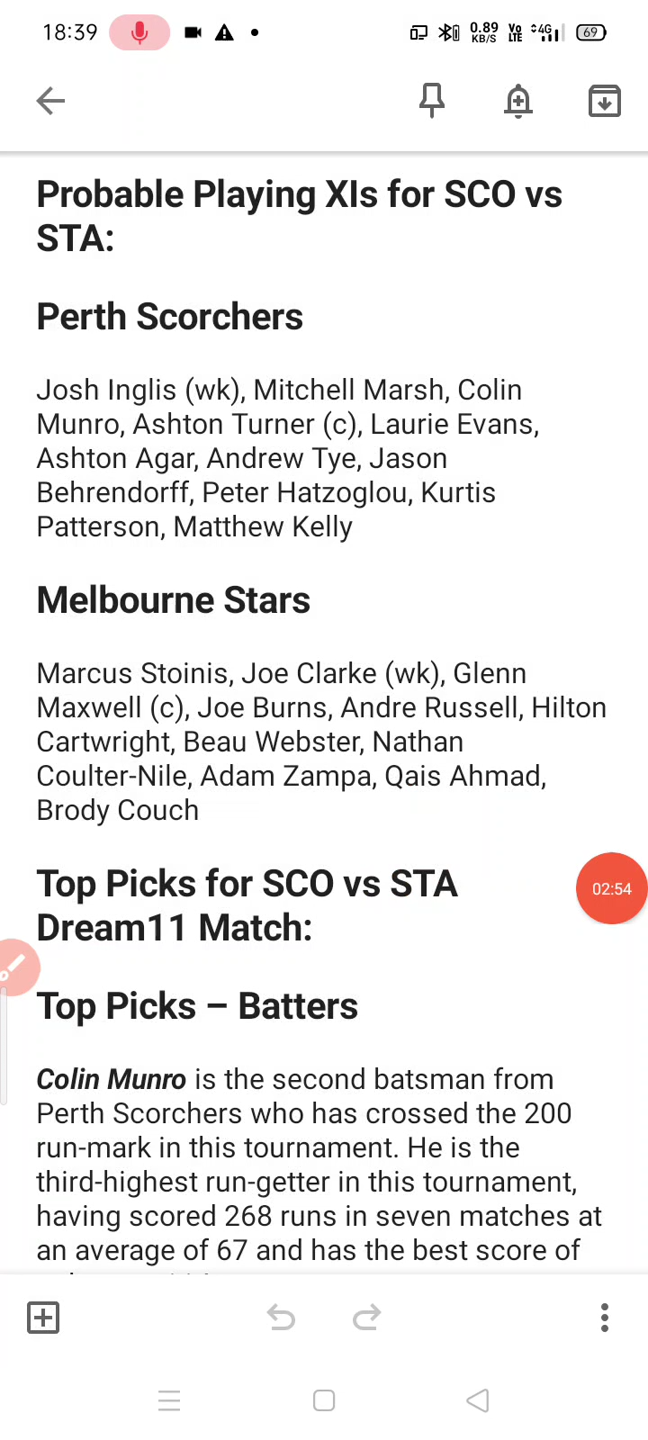 18:39
0.89
KB/S
Vo
LTE
4G
69
Probable Playing XIs for SCO vs
STA:
Perth Scorchers
Josh Inglis (wk), Mitchell Marsh, Colin
Munro, Ashton Turner (c), Laurie Evans,
Ashton Agar, Andrew Tye, Jason
Behrendorff, Peter Hatzoglou, Kurtis
Patterson, Matthew Kelly
Melbourne Stars
Marcus Stoinis, Joe Clarke (wk), Glenn
Maxwell (c), Joe Burns, Andre Russell, Hilton
Cartwright, Beau Webster, Nathan
Coulter-Nile, Adam Zampa, Qais Ahmad,
Brody Couch
Top Picks for SCO vs STA
Dream11 Match:
02:54
Top Picks – Batters
Colin Munro is the second batsman from
Perth Scorchers who has crossed the 200
run-mark in this tournament. He is the
third-highest run-getter in this tournament,
having scored 268 runs in seven matches at
an average of 67 and has the best score of